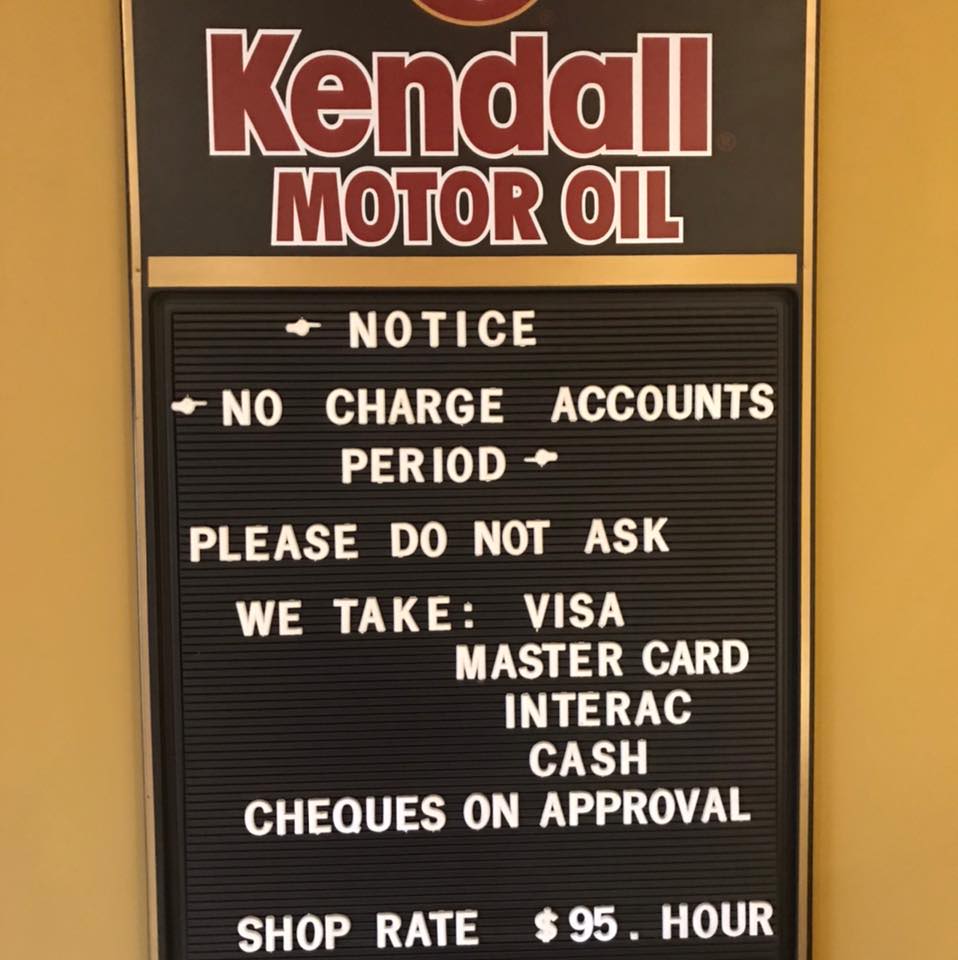 Kendall
MOTOR OIL
NOTICE
NO CHARGE ACCOUNTS
PERIOD
PLEASE DO NOT ASK
WE TAKE: VISA
MASTER CARD
INTERAC
CASH
CHEQUES ON APPROVAL
SHOP RATE $95. HOUR